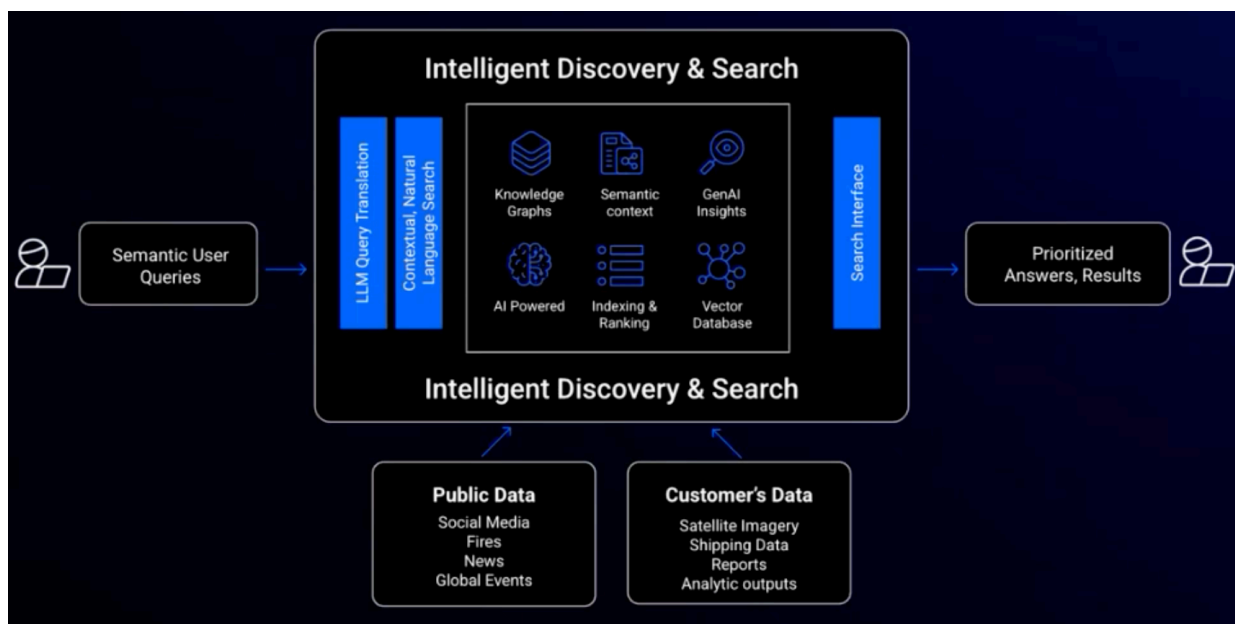 Intelligent Discovery & Search
Semantic User
Queries
LLM Query Translation
Contextual, Natural
Language Search
Knowledge
Graphs
Semantic
context
GenAI
Insights
AI Powered
Indexing &
Ranking
Vector
Database
Search Interface
Prioritized
Answers, Results
Intelligent Discovery & Search
Public Data
Social Media
Fires
News
Global Events
Customer’s Data
Satellite Imagery
Shipping Data
Reports
Analytic outputs